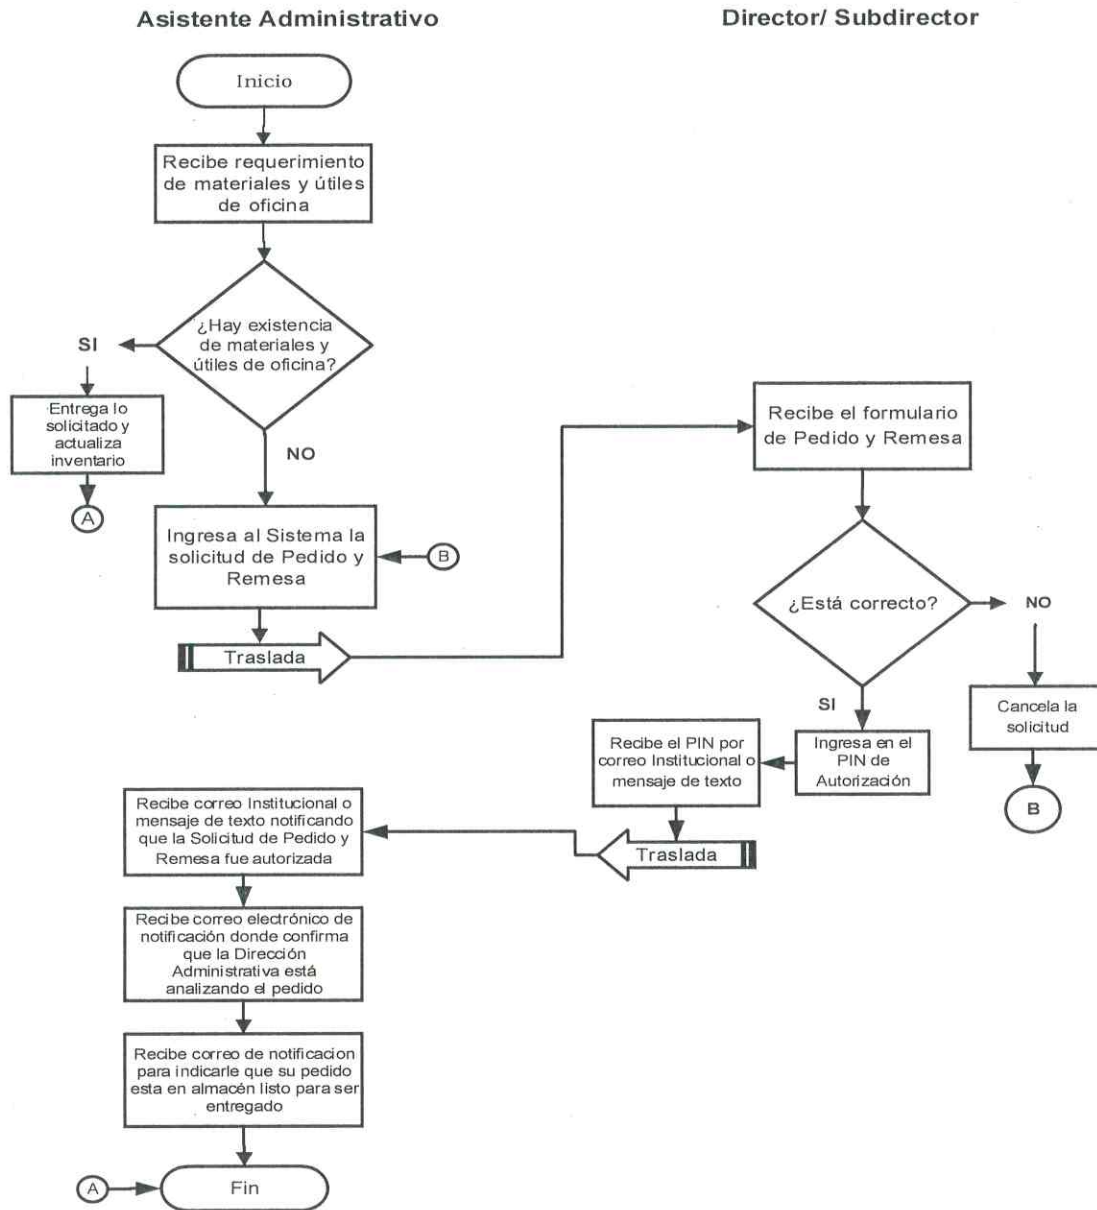 Asistente Administrativo
Director/ Subdirector
Inicio
Recibe requerimiento
de materiales y útiles
de oficina
¿Hay existencia
de materiales y
útiles de oficina?
SI
Entrega lo
solicitado y
actualiza
inventario
A
NO
Ingresa al Sistema la
solicitud de Pedido y
Remesa
B
Traslada
Recibe el formulario
de Pedido y Remesa
¿Está correcto?
NO
Cancela la
solicitud
B
SI
Ingresa en el
PIN de
Autorización
Recibe el PIN por
correo Institucional o
mensaje de texto
Traslada
Recibe correo Institucional o
mensaje de texto notificando
que la Solicitud de Pedido y
Remesa fue autorizada
Recibe correo electrónico de
notificación donde confirma
que la Dirección
Administrativa está
analizando el pedido
Recibe correo de notificacion
para indicarle que su pedido
esta en almacén listo para ser
entregado
A
Fin